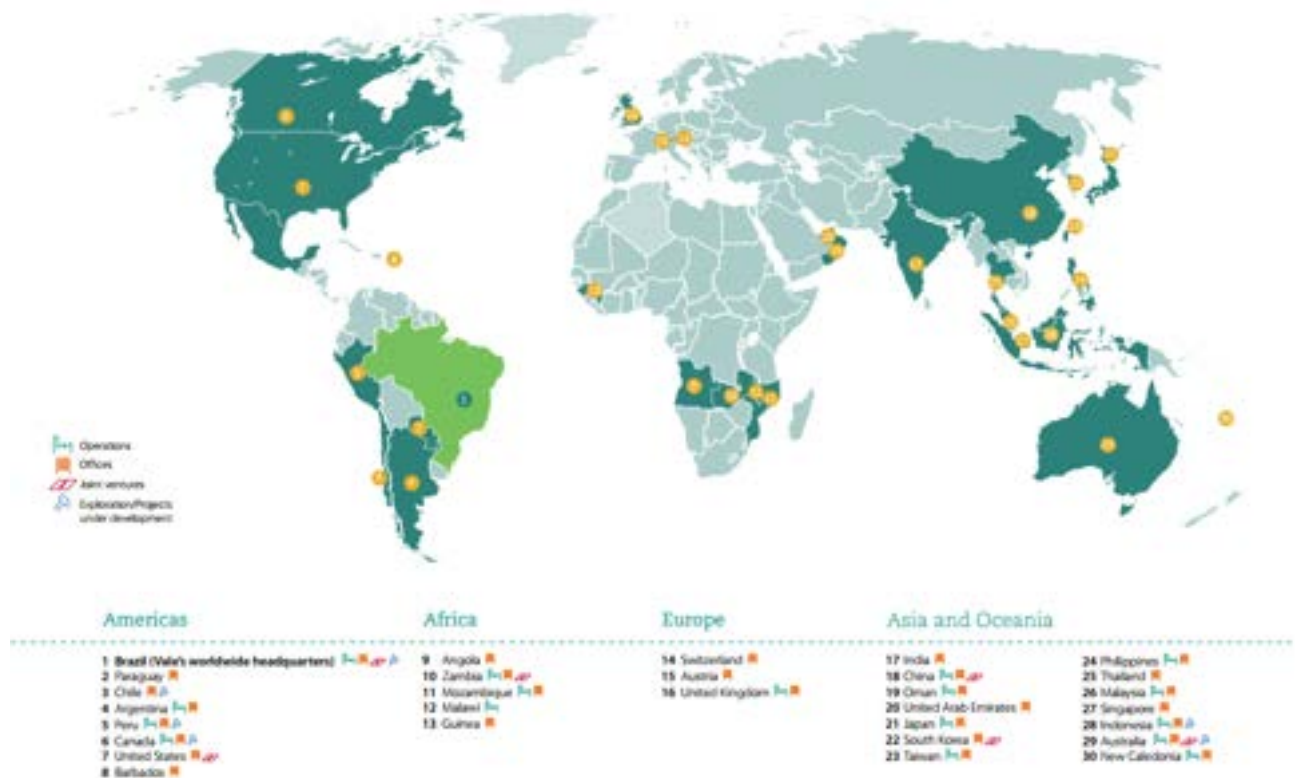 Operations
Offices
Joint ventures
Exploration/Projects
under development
Americas
1 Brazil (Vale's worldwide headquarters)
2 Paraguay
3 Chile
4 Argentina
5 Peru
6 Canada
7 United States
8 Barbados
Africa
9 Angola
10 Zambia
11 Mozambique
12 Malawi
13 Guinea
Europe
14 Switzerland
15 Austria
16 United Kingdom
Asia and Oceania
17 India
18 China
19 Oman
20 United Arab Emirates
21 Japan
22 South Korea
23 Taiwan
24 Philippines
25 Thailand
26 Malaysia
27 Singapore
28 Indonesia
29 Australia
30 New Caledonia